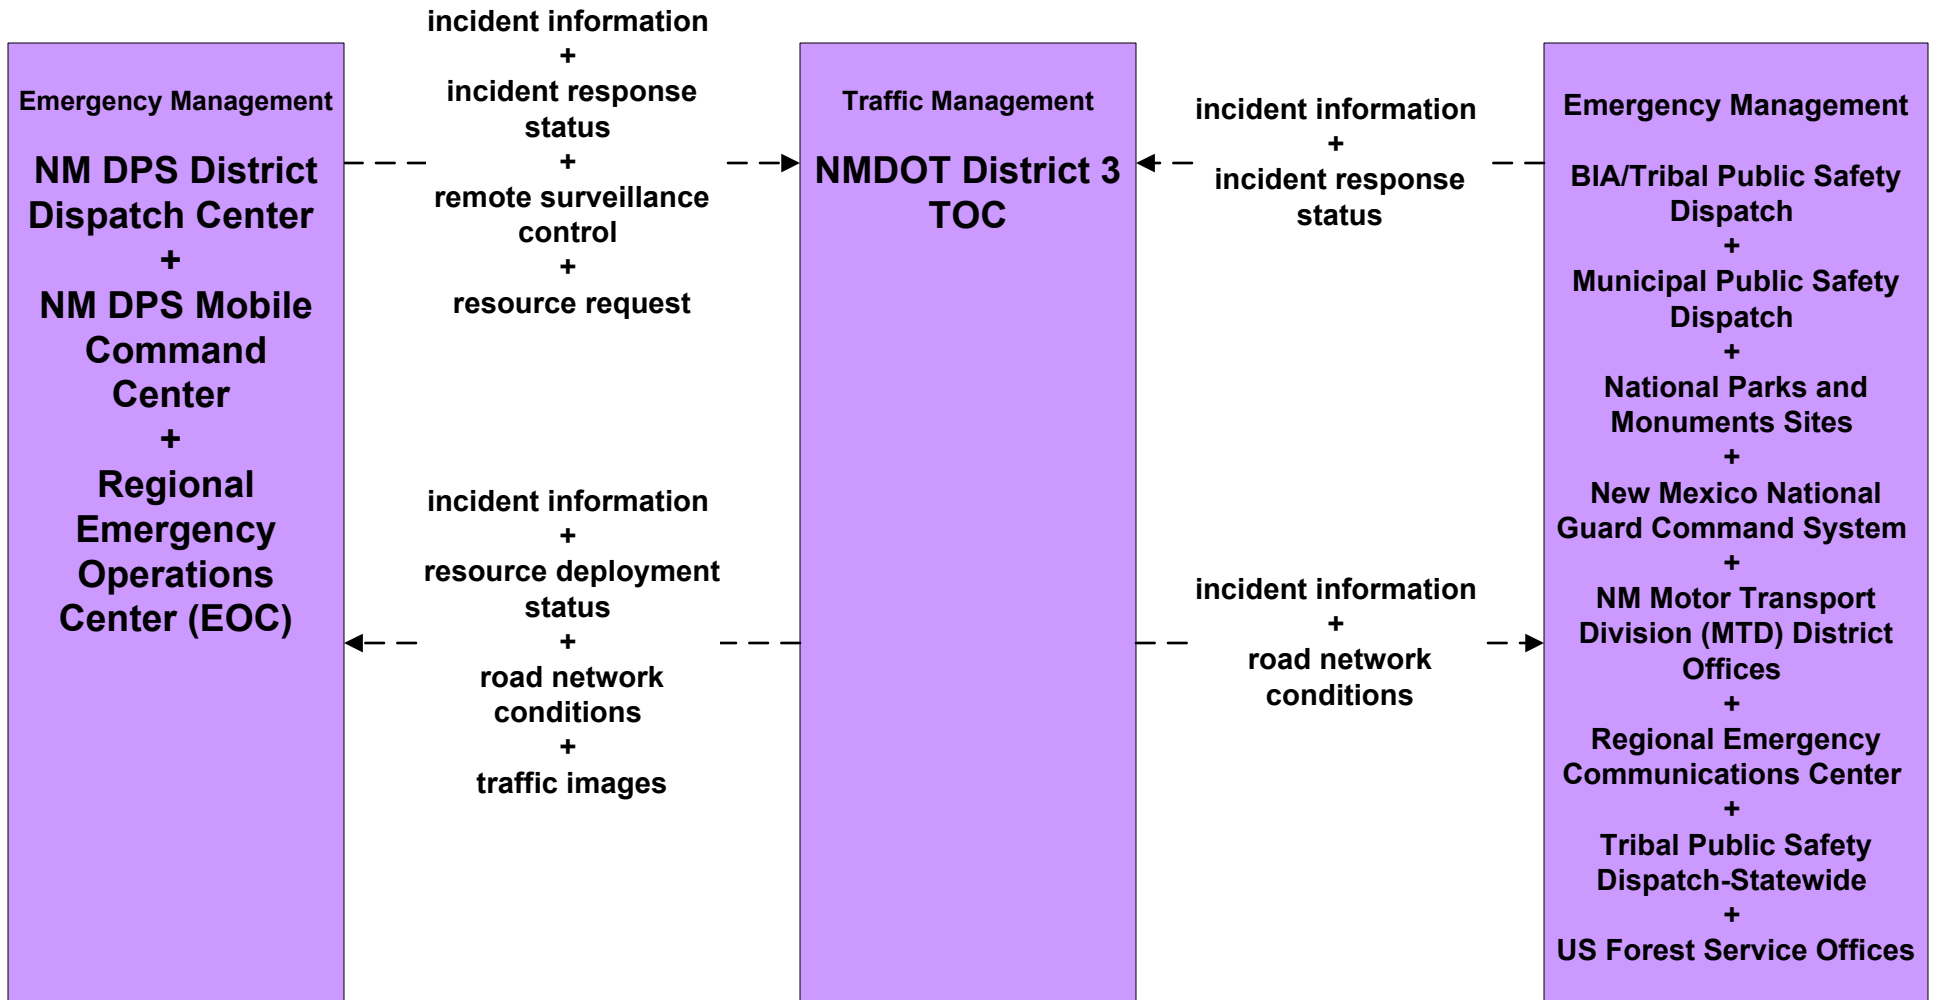 Emergency Management
NM DPS District
Dispatch Center
+
NM DPS Mobile
Command
Center
+
Regional
Emergency
Operations
Center (EOC)
incident information
+
incident response
status
+
remote surveillance
control
+
resource request
incident information
+
resource deployment
status
+
road network
conditions
+
traffic images
Traffic Management
NMDOT District 3
TOC
incident information
+
incident response
status
incident information
+
road network
conditions
Emergency Management
BIA/Tribal Public Safety
Dispatch
+
Municipal Public Safety
Dispatch
+
National Parks and
Monuments Sites
+
New Mexico National
Guard Command System
+
NM Motor Transport
Division (MTD) District
Offices
+
Regional Emergency
Communications Center
+
Tribal Public Safety
Dispatch-Statewide
+
US Forest Service Offices